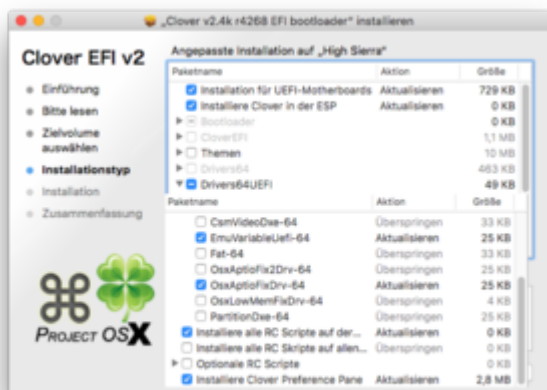 „Clover v2.4k r4268 EFI bootloader“ installieren
Clover EFI v2
Einführung
Bitte lesen
Zielvolume
auswählen
Installationstyp
Installation
Zusammenfassung
PROJECT OSX
Angepasste Installation auf „High Sierra“
Paketname Aktion Größe
Installation für UEFI-Motherboards Aktualisieren 729 KB
Installiere Clover in der ESP Aktualisieren 0 KB
Bootloader 0 KB
CloverEFI 1,1 MB
Themen 10 MB
Drivers64 463 KB
Drivers64UEFI 49 KB
Paketname Aktion Größe
CsmVideoDxe-64 Überspringen 33 KB
EmuVariableUefi-64 Aktualisieren 25 KB
Fat-64 Überspringen 33 KB
OsxAptioFix2Drv-64 Überspringen 25 KB
OsxAptioFixDrv-64 Aktualisieren 25 KB
OsxLowMemFixDrv-64 Überspringen 4 KB
PartitionDxe-64 Überspringen 25 KB
Installiere alle RC Scripte auf der... Aktualisieren 0 KB
Installiere alle RC Skripte auf allen... Überspringen 0 KB
Optionale RC Scripte 0 KB
Installiere Clover Preference Pane Aktualisieren 2,8 MB